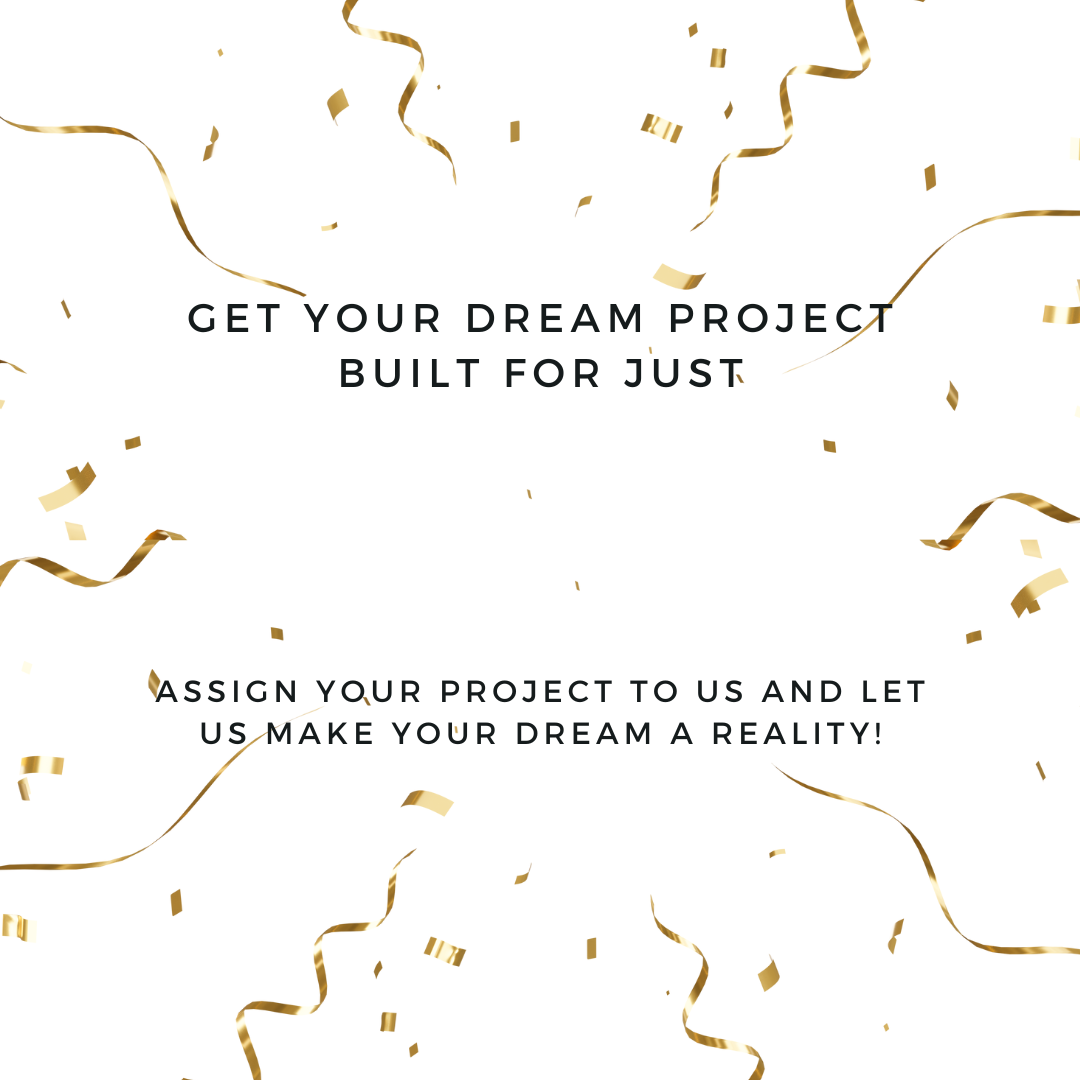 GET YOUR DREAM PROJECT
BUILT FOR JUST
ASSIGN YOUR PROJECT TO US AND LET
US MAKE YOUR DREAM A REALITY!